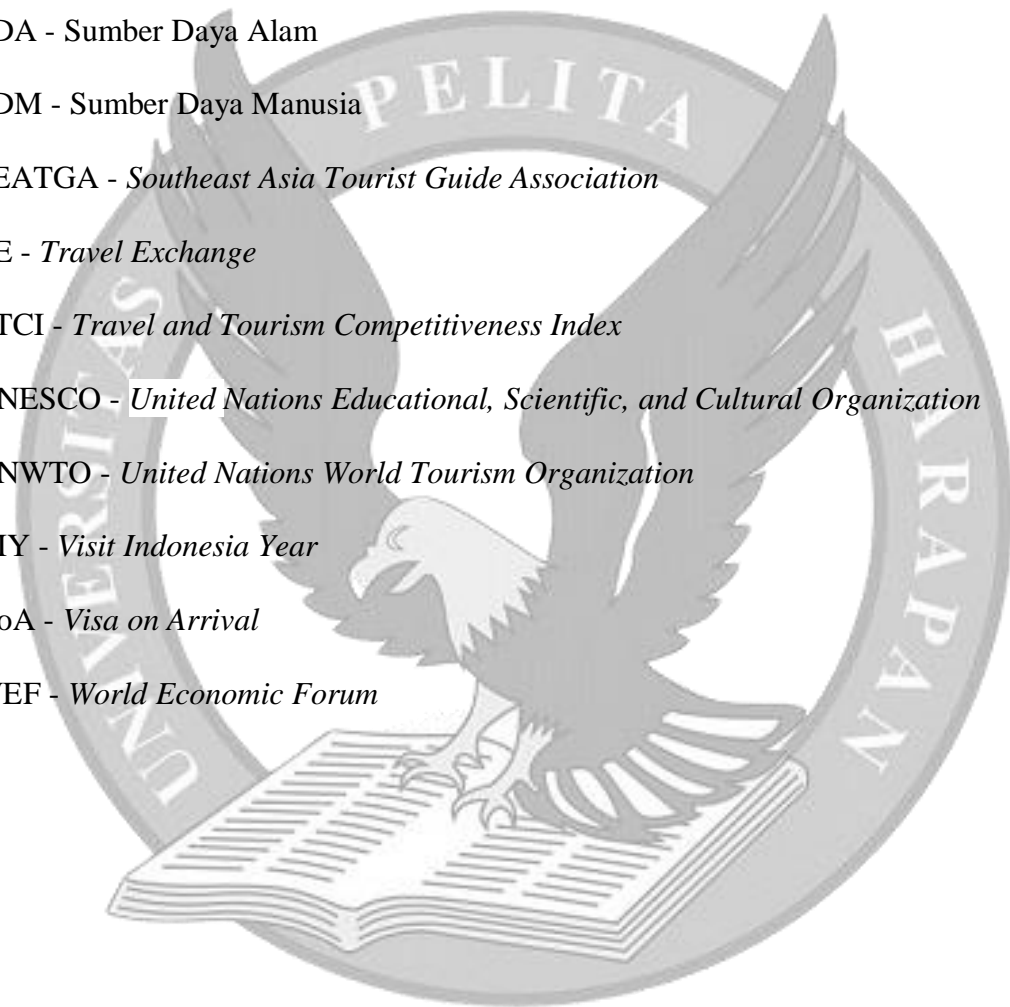 DA - Sumber Daya Alam
DM - Sumber Daya Manusia
EATGA - Southeast Asia Tourist Guide Association
E - Travel Exchange
TCI - Travel and Tourism Competitiveness Index
NESCO - United Nations Educational, Scientific, and Cultural Organization
NWTO - United Nations World Tourism Organization
IY - Visit Indonesia Year
oA - Visa on Arrival
EF - World Economic Forum
UNIVERSITAS PELITA HARAPAN